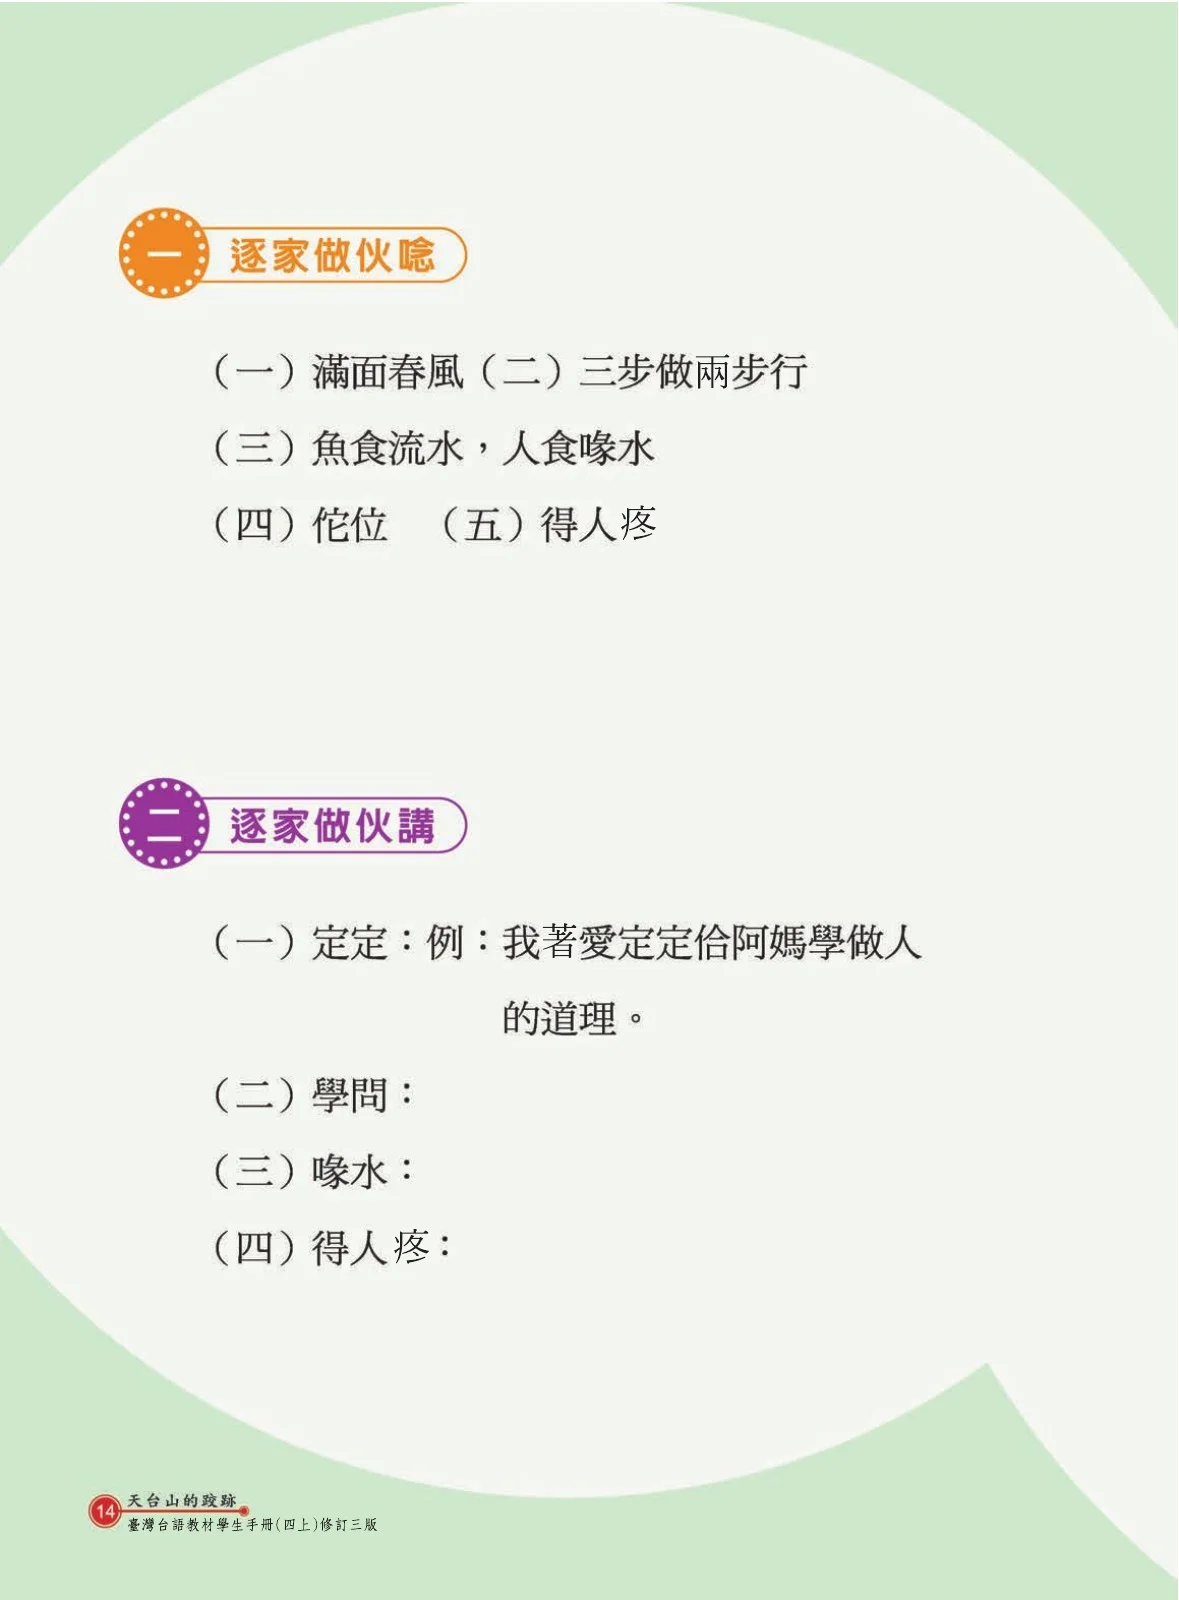 一 逐家做伙唸
（一）滿面春風（二）三步做兩步行
（三）魚食流水，人食喙水
（四）佗位　（五）得人疼
二 逐家做伙講
（一）定定：例：我著愛定定佮阿媽學做人
的道理。
（二）學問：
（三）喙水：
（四）得人疼：
14 天台山的跤跡
臺灣台語教材學生手冊(四上)修訂三版